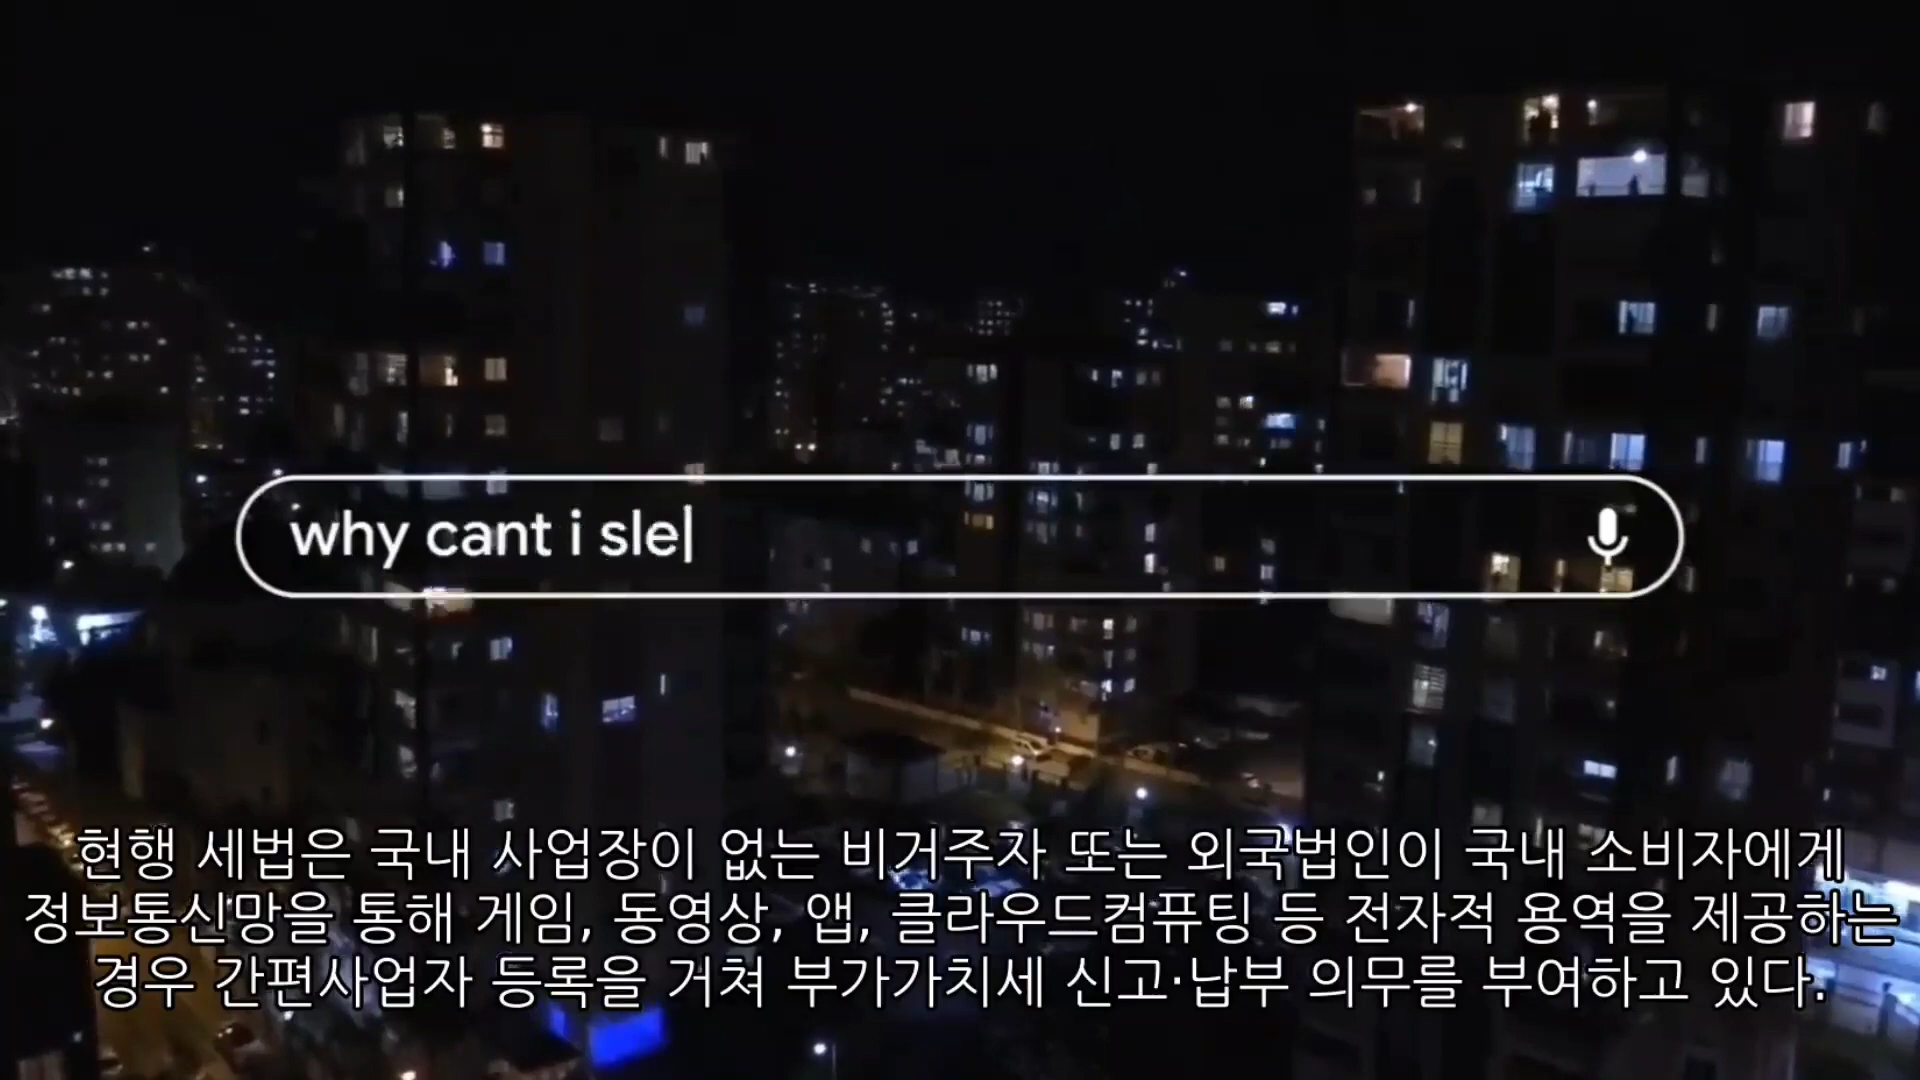 why cant i sle
현행 세법은 국내 사업장이 없는 비거주자 또는 외국법인이 국내 소비자에게
정보통신망을 통해 게임, 동영상, 앱, 클라우드컴퓨팅 등 전자적 용역을 제공하는
경우 간편사업자 등록을 거쳐 부가가치세 신고·납부 의무를 부여하고 있다.